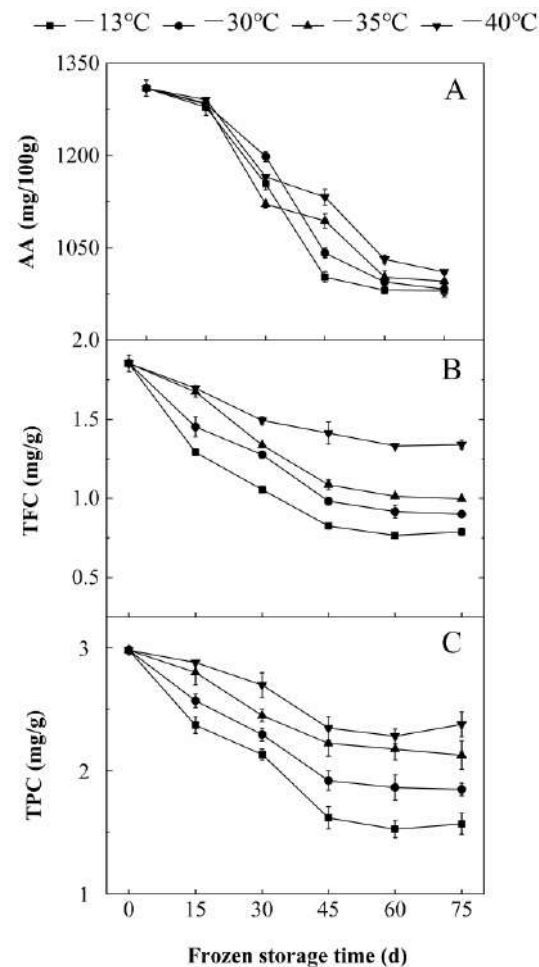 —13°C —30°C —35°C —40°C
A
1350
1200
1050
AA (mg/100g)
B
2.0
1.5
1.0
0.5
TFC (mg/g)
C
3
2
1
TPC (mg/g)
0 15 30 45 60 75
Frozen storage time (d)